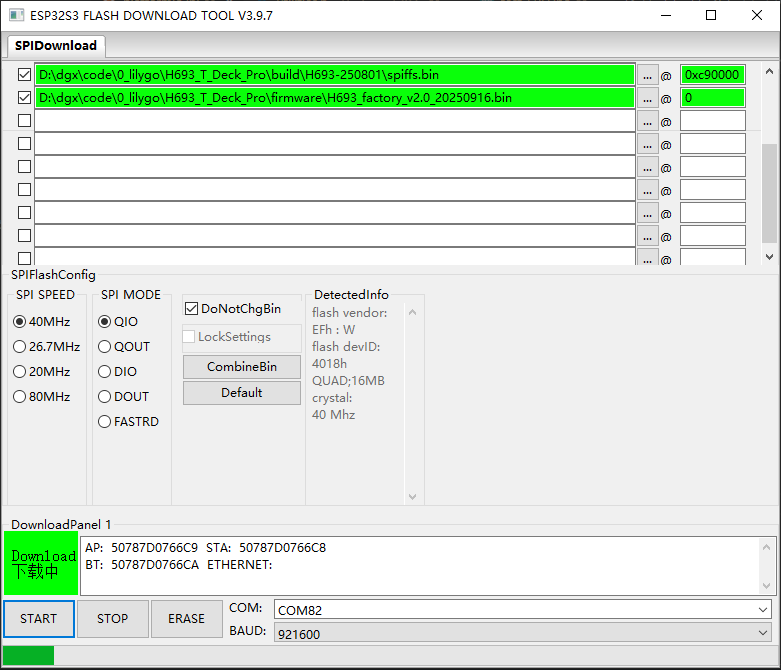 ESP32S3 FLASH DOWNLOAD TOOL V3.9.7
SPIDownload
D:\dgx\code\0_lilygo\H693_T_Deck_Pro\build\H693-250801\spiffs.bin ... @ 0xc90000
D:\dgx\code\0_lilygo\H693_T_Deck_Pro\firmware\H693_factory_v2.0_20250916.bin ... @ 0
... @
... @
... @
... @
... @
... @
... @
SPIFlashConfig
SPI SPEED
40MHz
26.7MHz
20MHz
80MHz
SPI MODE
QIO
QOUT
DIO
DOUT
FASTRD
DoNotChgBin
LockSettings
CombineBin
Default
DetectedInfo
flash vendor:
EFh : W
flash devID:
4018h
QUAD;16MB
crystal:
40 Mhz
DownloadPanel 1
Download
下载中
AP: 50787D0766C9 STA: 50787D0766C8
BT: 50787D0766CA ETHERNET:
START STOP ERASE
COM: COM82
BAUD: 921600